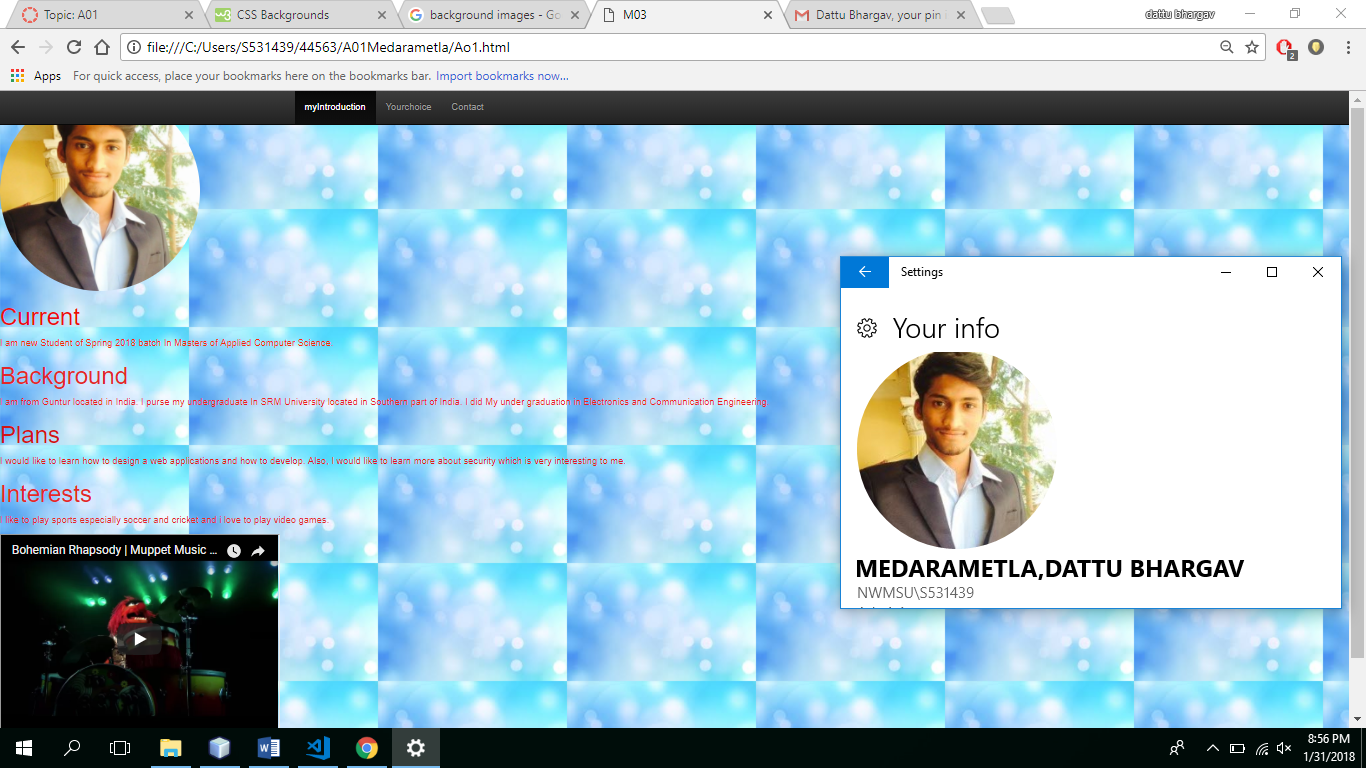 Topic: A01
CSS Backgrounds
background images - Go
M03
Dattu Bhargav, your pin
dattu bhargav
file:///C:/Users/S531439/44563/A01Medarametla/Ao1.html
2
Apps
For quick access, place your bookmarks here on the bookmarks bar. Import bookmarks now...
myIntroduction
Yourchoice
Contact
Current
I am new Student of Spring 2018 batch In Masters of Applied Computer Science.
Background
I am from Guntur located in India. I purse my undergraduate In SRM University located in Southern part of India. I did My under graduation in Electronics and Communication Engineering.
Plans
I would like to learn how to design a web applications and how to develop. Also, I would like to learn more about security which is very interesting to me.
Interests
I like to play sports especially soccer and cricket and i love to play video games.
Bohemian Rhapsody | Muppet Music ...
Settings
Your info
MEDARAMETLA,DATTU BHARGAV
NWMSU\S531439
8:56 PM
1/31/2018